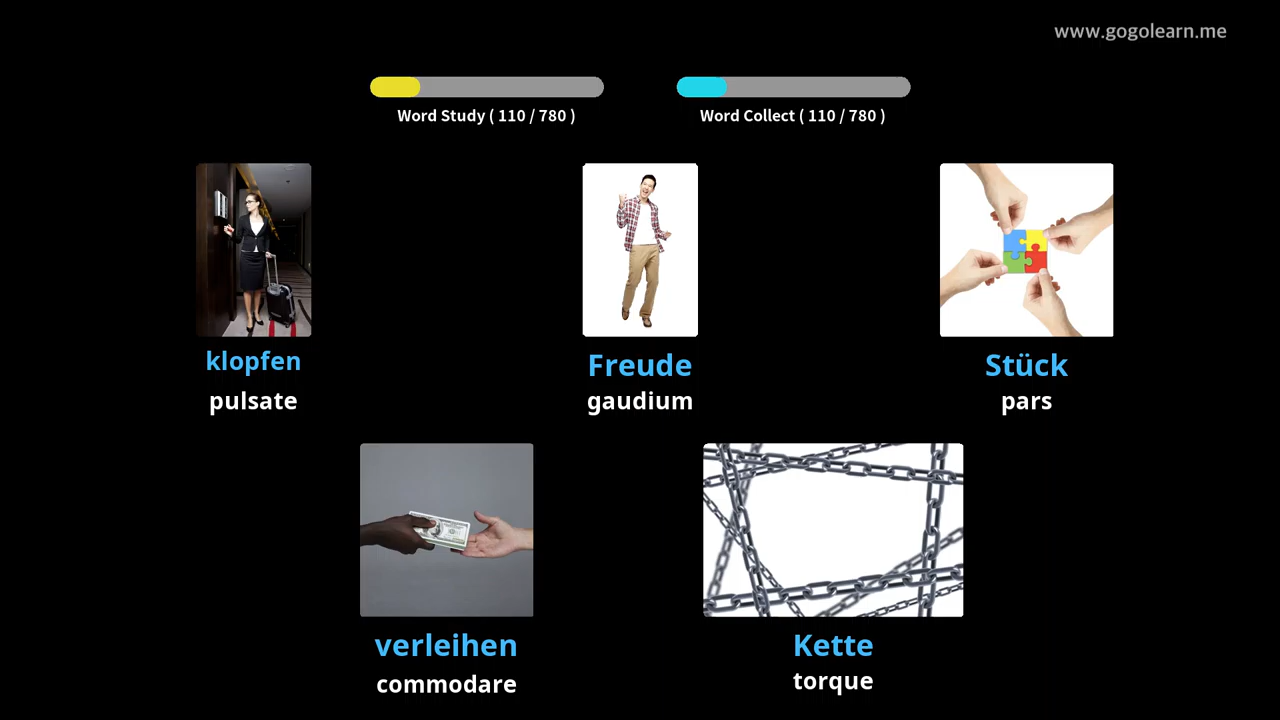 www.gogolearn.me
Word Study ( 110 / 780 )
Word Collect ( 110 / 780 )
klopfen
pulsate
Freude
gaudium
Stück
pars
verleihen
commodare
Kette
torque